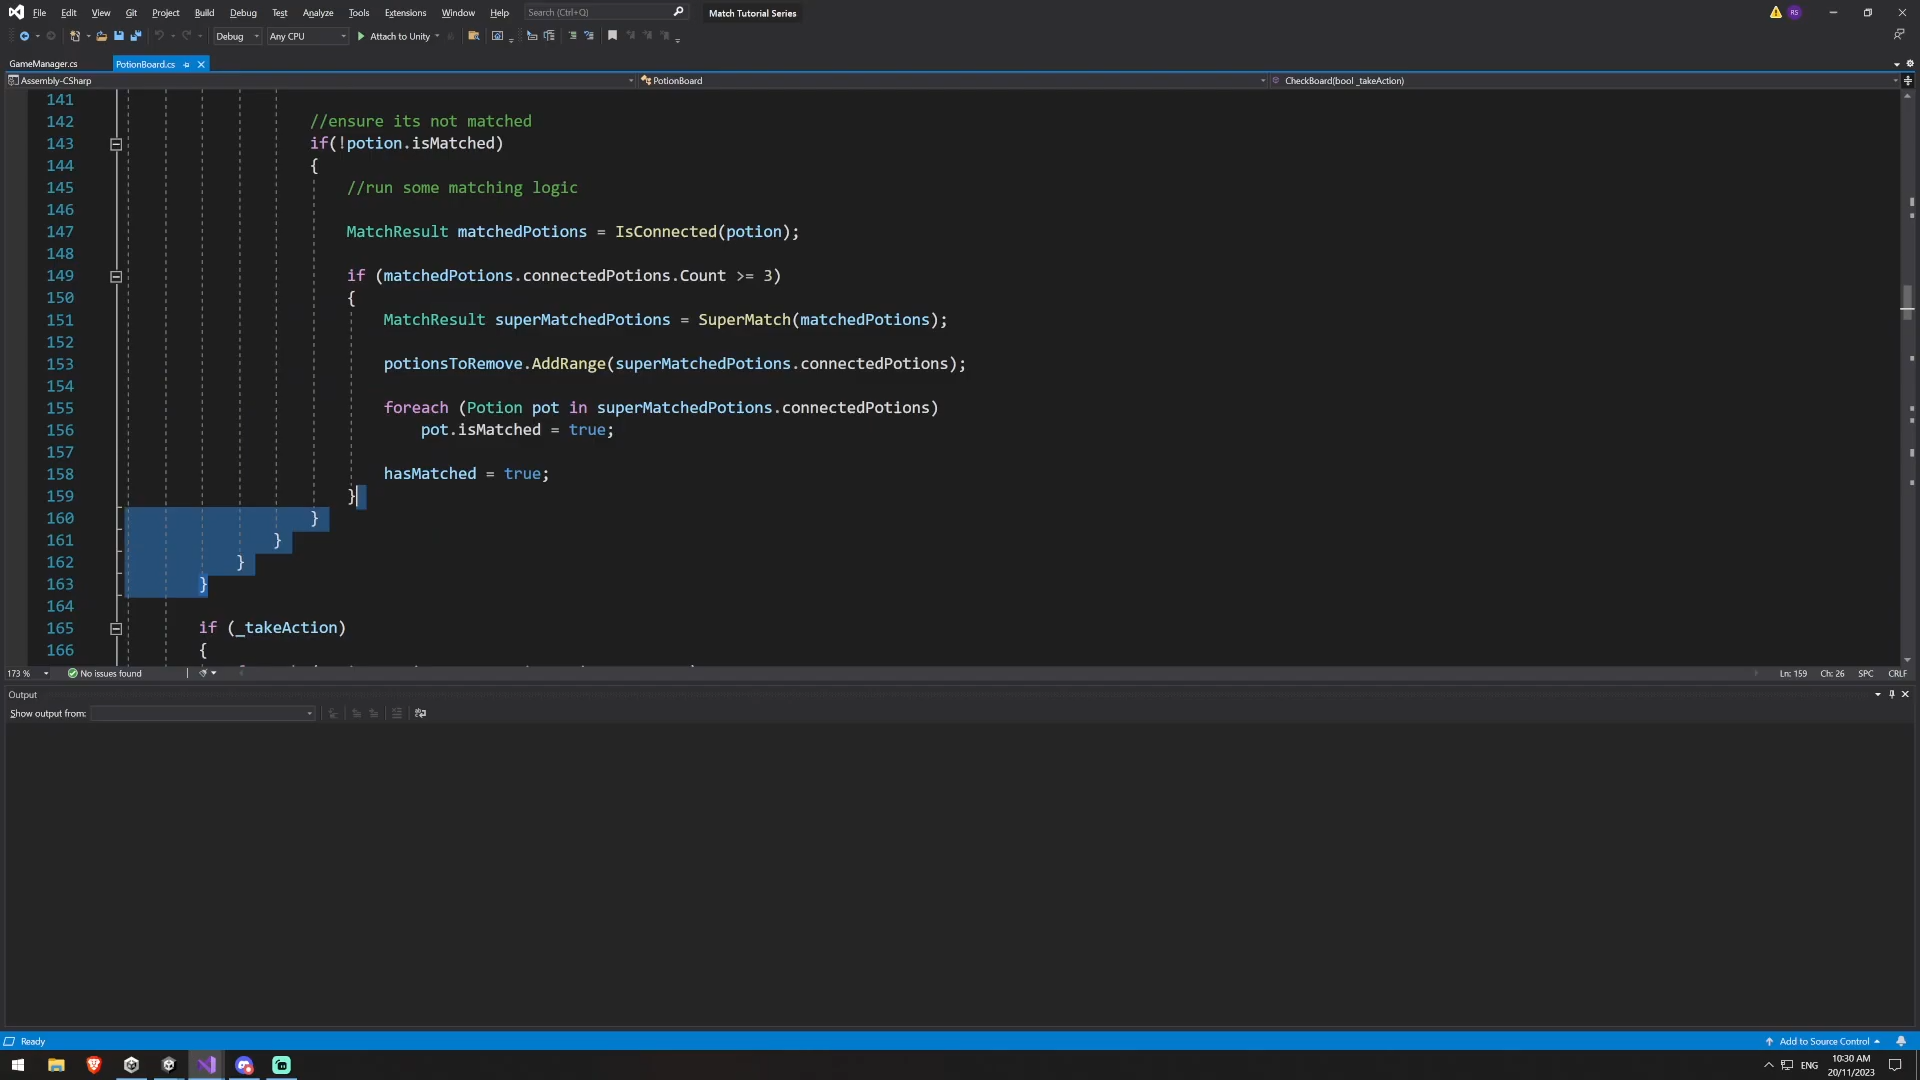 File Edit View Git Project Build Debug Test Analyze Tools Extensions Window Help Search (Ctrl+Q) Match Tutorial Series RS
Debug Any CPU Attach to Unity
GameManager.cs PotionBoard.cs
Assembly-CSharp PotionBoard CheckBoard(bool _takeAction)
141
142 //ensure its not matched
143 if(!potion.isMatched)
144 {
145 //run some matching logic
146
147 MatchResult matchedPotions = IsConnected(potion);
148
149 if (matchedPotions.connectedPotions.Count >= 3)
150 {
151 MatchResult superMatchedPotions = SuperMatch(matchedPotions);
152
153 potionsToRemove.AddRange(superMatchedPotions.connectedPotions);
154
155 foreach (Potion pot in superMatchedPotions.connectedPotions)
156 pot.isMatched = true;
157
158 hasMatched = true;
159 }
160 }
161 }
162 }
163 }
164
165 if (_takeAction)
166 {
173 % No issues found Ln: 159 Ch: 26 SPC CRLF
Output
Show output from:
Ready Add to Source Control
ENG 10:30 AM
20/11/2023